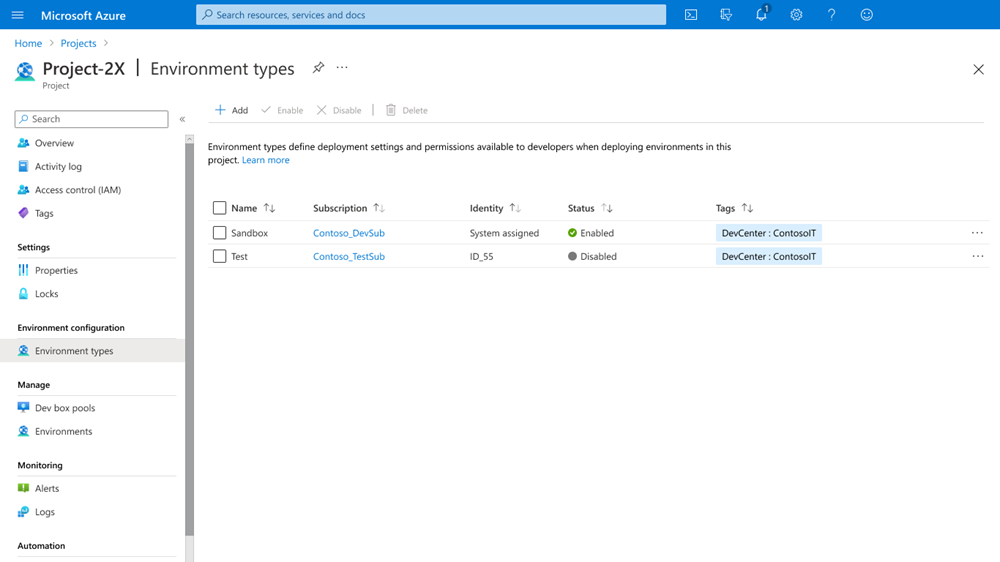 Microsoft Azure
Search resources, services and docs
1
Home > Projects >
Project-2X | Environment types
Project
Search
Overview
Activity log
Access control (IAM)
Tags
Settings
Properties
Locks
Environment configuration
Environment types
Manage
Dev box pools
Environments
Monitoring
Alerts
Logs
Automation
Add Enable Disable | Delete
Environment types define deployment settings and permissions available to developers when deploying environments in this
project. Learn more
Name Subscription Identity Status Tags
Sandbox Contoso_DevSub System assigned Enabled DevCenter : ContosoIT
Test Contoso_TestSub ID_55 Disabled DevCenter : ContosoIT